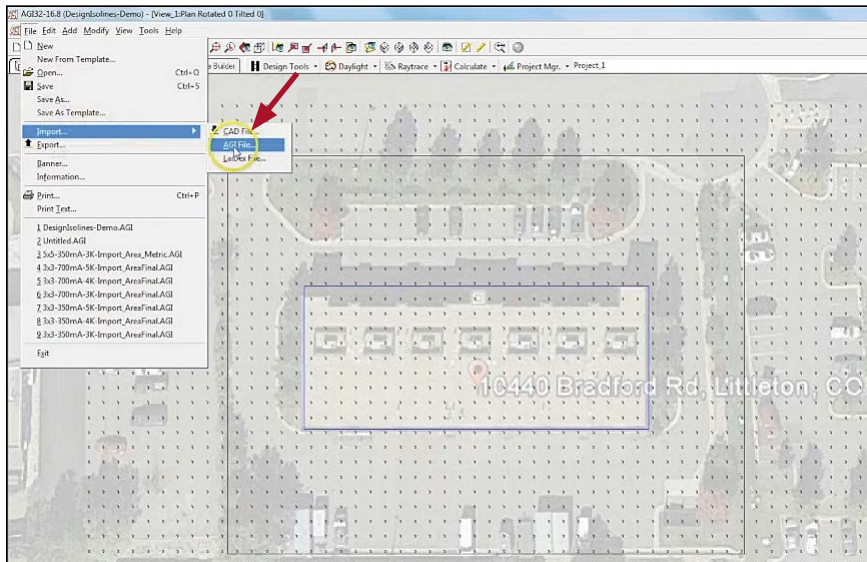 AGI32-16.8 (DesignIsolines-Demo) - [View_1:Plan Rotated 0 Tilted 0]
File Edit Add Modify View Tools Help
New
New From Template...
Open... Ctrl+O
Builder Design Tools Daylight Raytrace Calculate Project Mgr. Project_1
Save Ctrl+S
Save As...
Save As Template...
Import... CAD File...
Export... AGI File...
Banner...
Information...
Print... Ctrl+P
Print Text...
1 DesignIsolines-Demo.AGI
2 Untitled.AGI
3 5x5-350mA-3K-Import_Area_Metric.AGI
4 3x3-700mA-5K-Import_AreaFinal.AGI
5 3x3-700mA-4K-Import_AreaFinal.AGI
6 3x3-700mA-3K-Import_AreaFinal.AGI
7 3x3-350mA-5K-Import_AreaFinal.AGI
8 3x3-350mA-4K-Import_AreaFinal.AGI
9 3x3-350mA-3K-Import_AreaFinal.AGI
Exit
10440 Bradford Rd, Littleton, CO